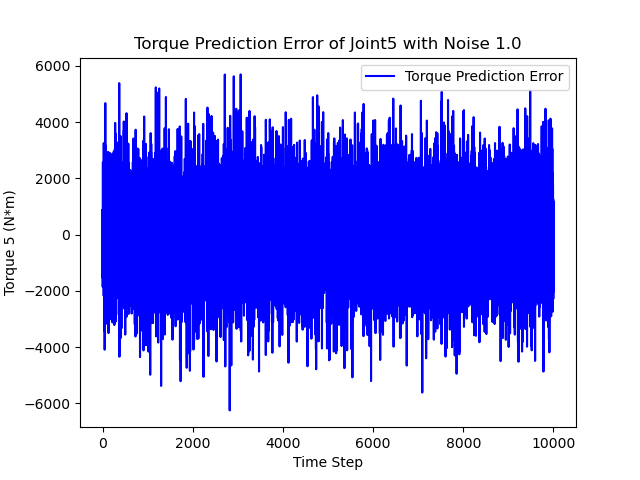 Torque Prediction Error of Joint5 with Noise 1.0
Torque Prediction Error
6000
4000
2000
0
−2000
−4000
−6000
Torque 5 (N*m)
0 2000 4000 6000 8000 10000
Time Step